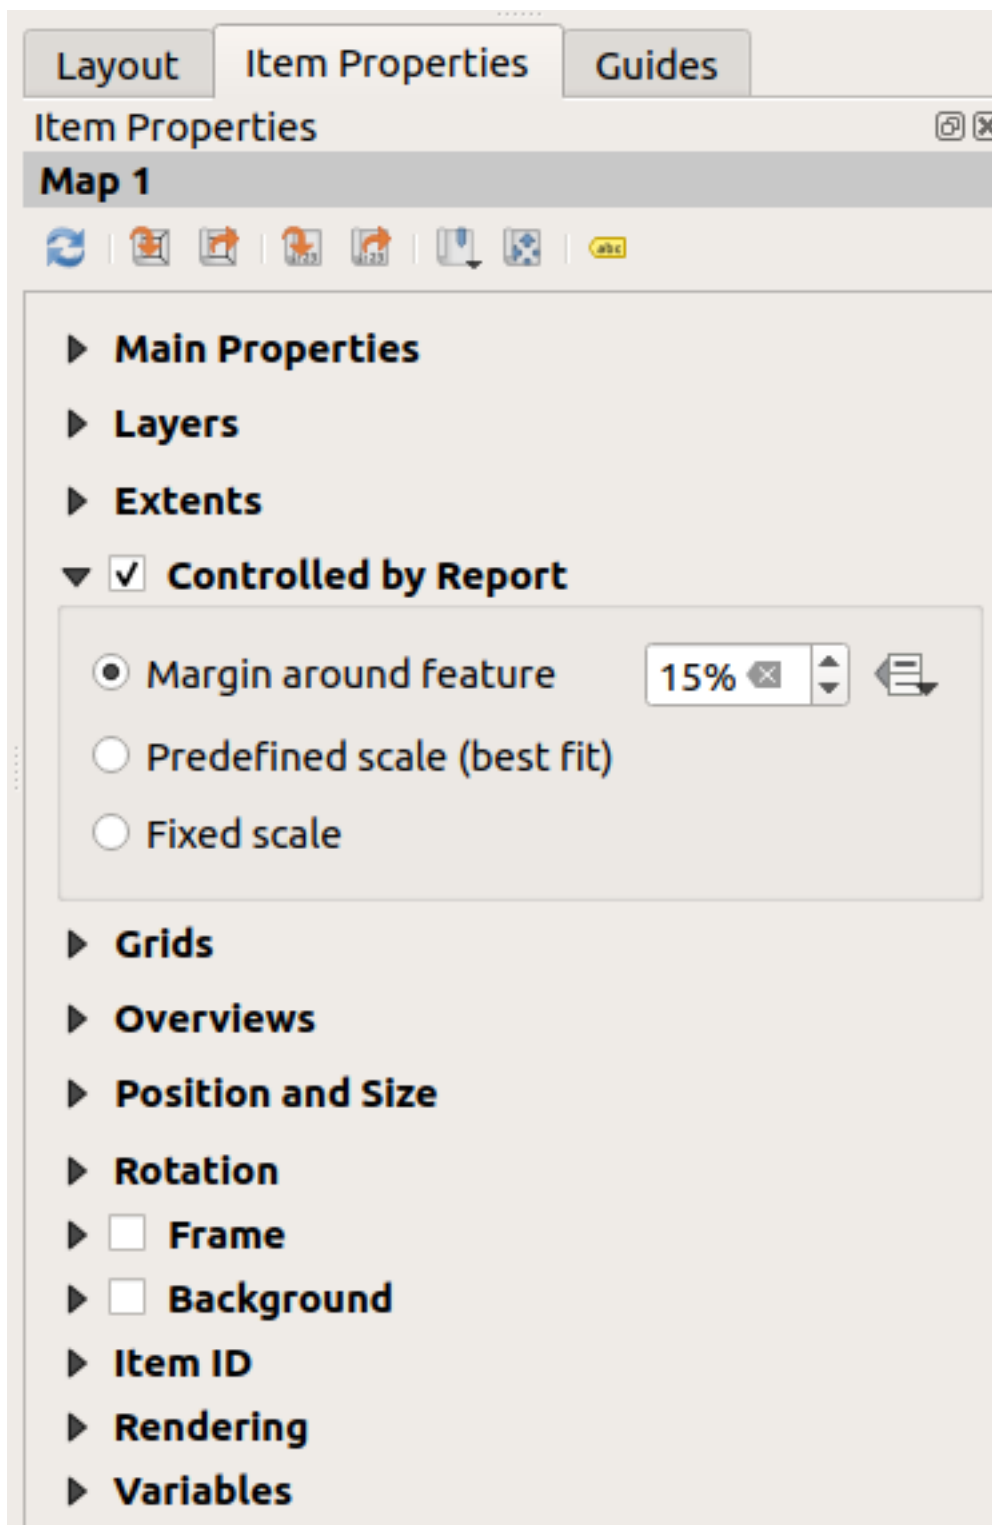 Layout Item Properties Guides
Item Properties
Map 1
abc
Main Properties
Layers
Extents
Controlled by Report
Margin around feature 15%
Predefined scale (best fit)
Fixed scale
Grids
Overviews
Position and Size
Rotation
Frame
Background
Item ID
Rendering
Variables